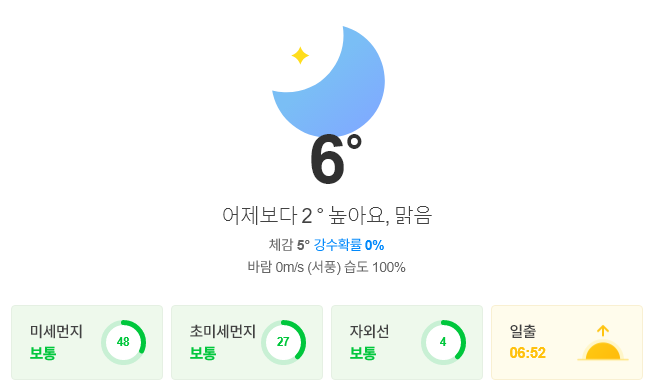 6°
어제보다 2° 높아요, 맑음
체감 5° 강수확률 0%
바람 0m/s (서풍) 습도 100%
미세먼지
보통
48
초미세먼지
보통
27
자외선
보통
4
일출
06:52